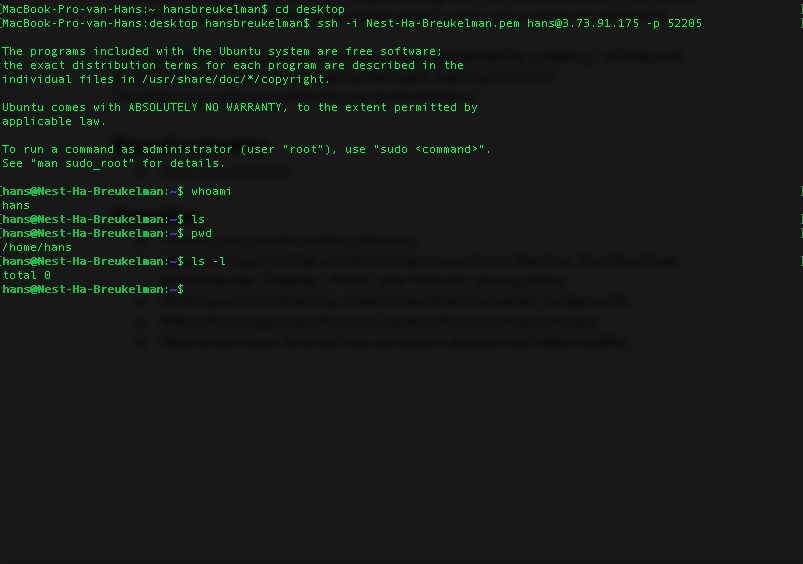 [MacBook-Pro-van-Hans:~ hansbreukelman$ cd desktop ]
[MacBook-Pro-van-Hans:desktop hansbreukelman$ ssh -i Nest-Ha-Breukelman.pem hans@3.73.91.175 -p 52205 ]
The programs included with the Ubuntu system are free software;
the exact distribution terms for each program are described in the
individual files in /usr/share/doc/*/copyright.
Ubuntu comes with ABSOLUTELY NO WARRANTY, to the extent permitted by
applicable law.
To run a command as administrator (user "root"), use "sudo <command>".
See "man sudo_root" for details.
[hans@Nest-Ha-Breukelman:~$ whoami ]
hans
[hans@Nest-Ha-Breukelman:~$ ls ]
[hans@Nest-Ha-Breukelman:~$ pwd ]
/home/hans
[hans@Nest-Ha-Breukelman:~$ ls -l ]
total 0
hans@Nest-Ha-Breukelman:~$